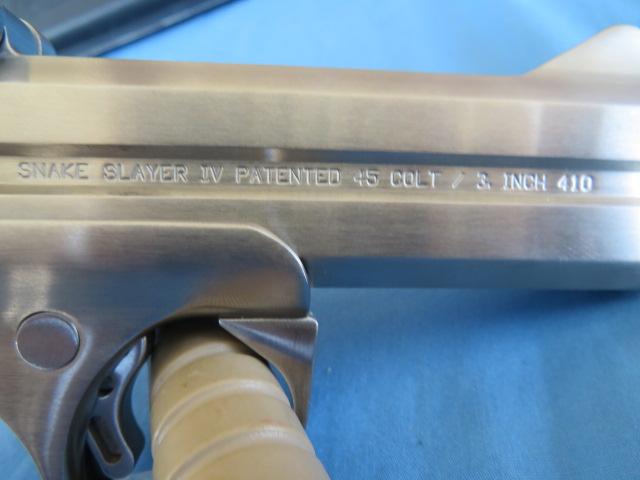 SNAKE SLAYER IV PATENTED 45 COLT / 3. INCH 410